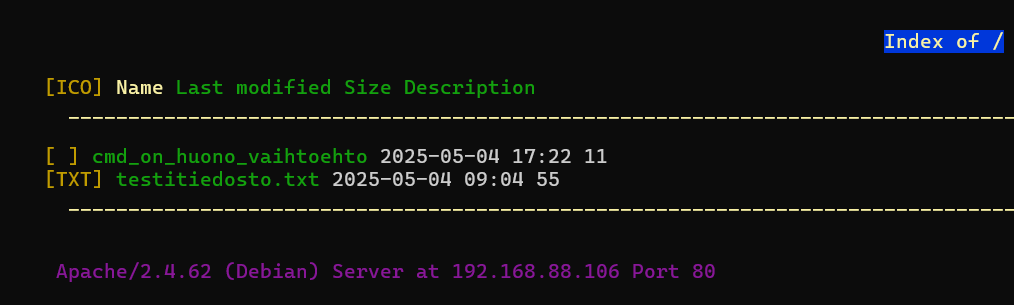 Index of /
[ICO] Name Last modified Size Description
--------------------------------------------------------------------------------
[ ] cmd_on_huono_vaihtoehto 2025-05-04 17:22 11
[TXT] testitiedosto.txt 2025-05-04 09:04 55
--------------------------------------------------------------------------------
Apache/2.4.62 (Debian) Server at 192.168.88.106 Port 80